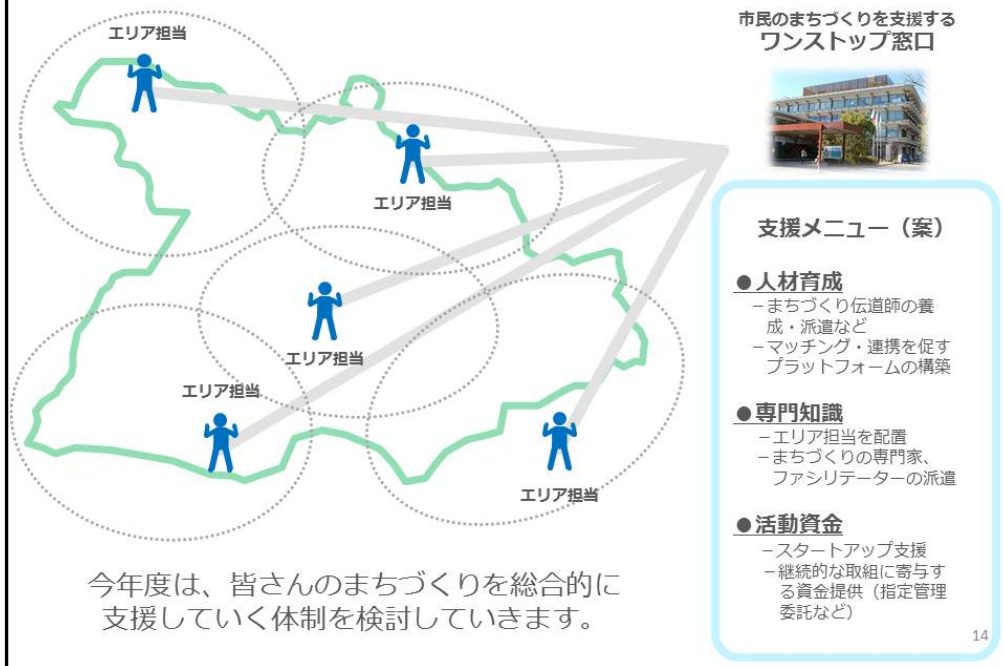 エリア担当
エリア担当
エリア担当
エリア担当
エリア担当
今年度は、皆さんのまちづくりを総合的に
支援していく体制を検討していきます。
市民のまちづくりを支援する
ワンストップ窓口
支援メニュー（案）
●人材育成
－まちづくり伝道師の養
成・派遣など
－マッチング・連携を促す
プラットフォームの構築
●専門知識
－エリア担当を配置
－まちづくりの専門家、
ファシリテーターの派遣
●活動資金
－スタートアップ支援
－継続的な取組に寄与す
る資金提供（指定管理
委託など）
14